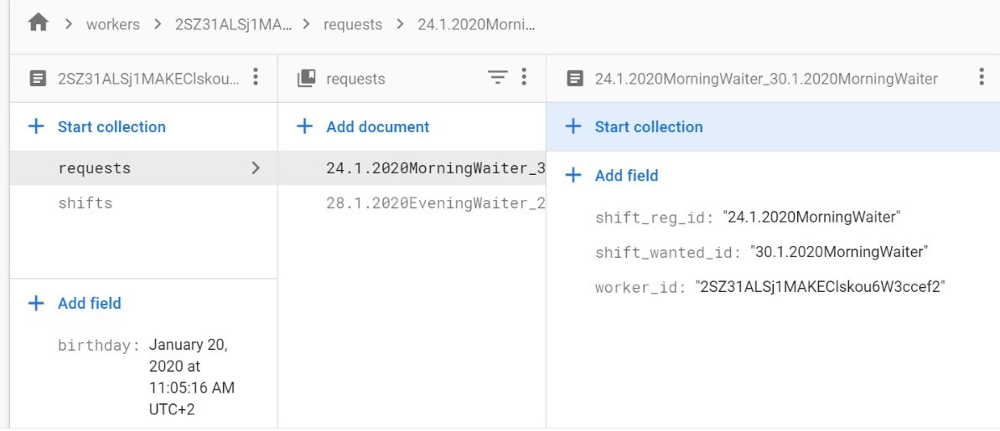 workers 2SZ31ALSj1MA... requests 24.1.2020Morni...
2SZ31ALSj1MAKEClskou...
requests
24.1.2020MorningWaiter_30.1.2020MorningWaiter
Start collection
requests
shifts
Add field
birthday: January 20,
2020 at
11:05:16 AM
UTC+2
Add document
24.1.2020MorningWaiter_3
28.1.2020EveningWaiter_2
Start collection
Add field
shift_reg_id: "24.1.2020MorningWaiter"
shift_wanted_id: "30.1.2020MorningWaiter"
worker_id: "2SZ31ALSj1MAKEClskou6W3ccef2"